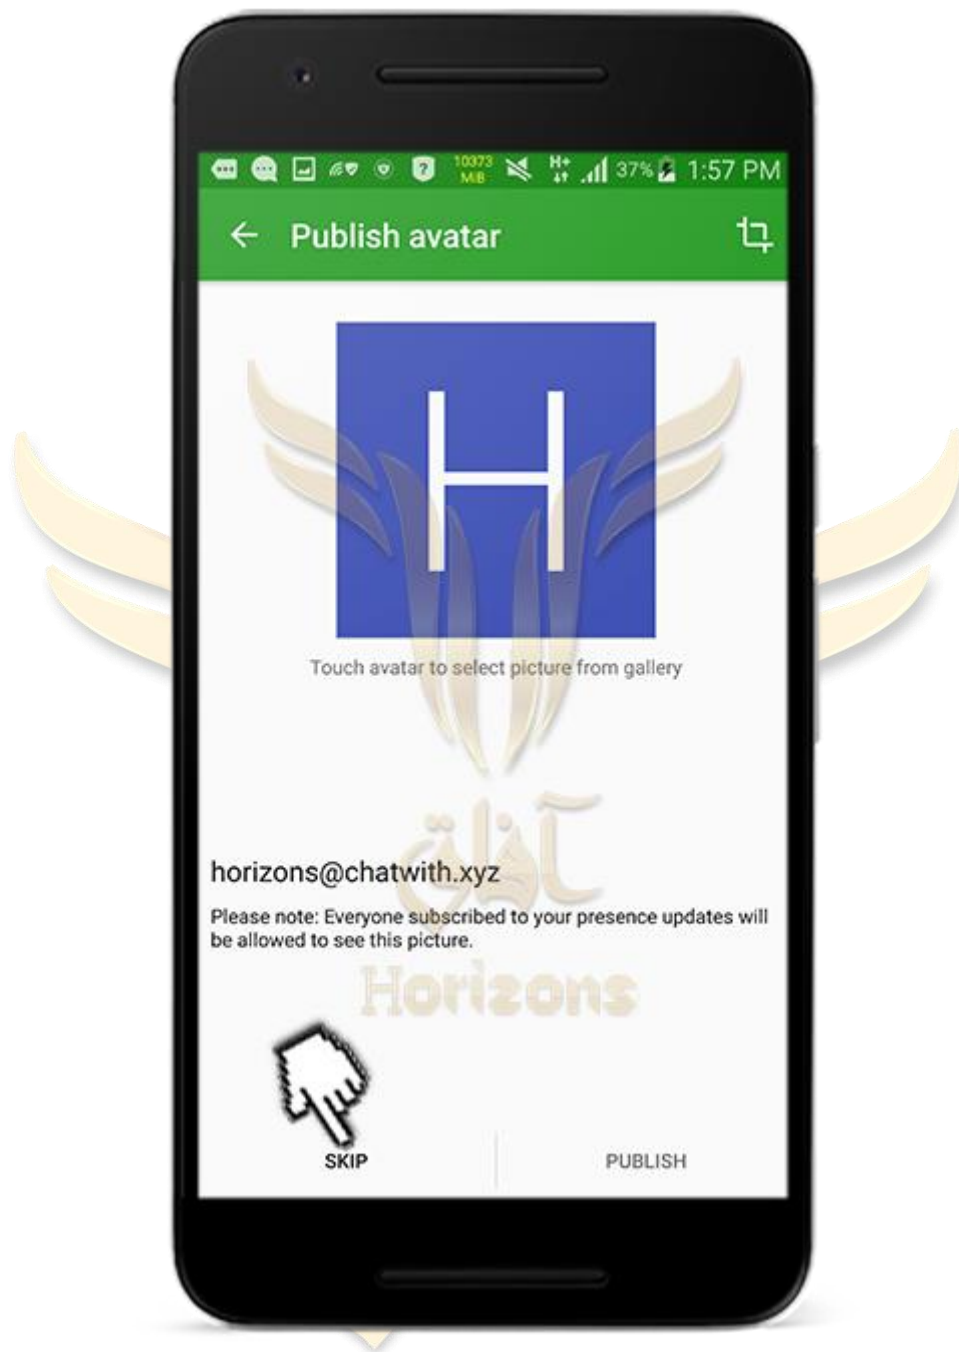 10373
MiB
H+
37%
1:57 PM
Publish avatar
H
Touch avatar to select picture from gallery
آفاق
horizons@chatwith.xyz
Please note: Everyone subscribed to your presence updates will
be allowed to see this picture.
Horizons
SKIP
PUBLISH